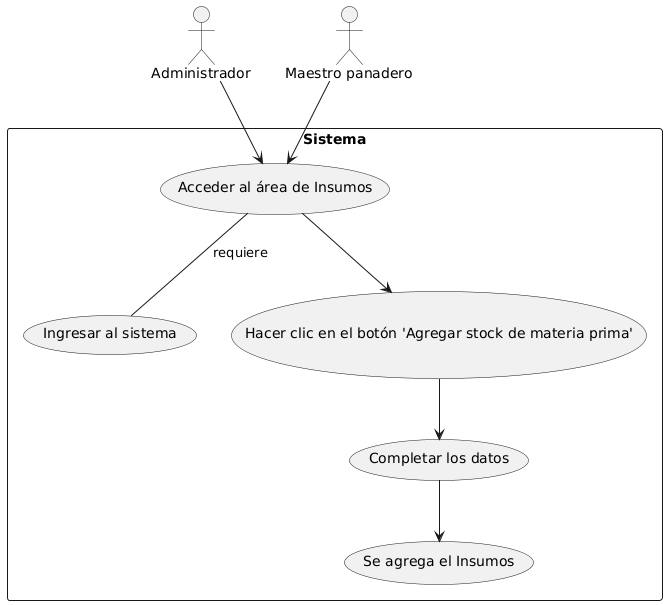 Administrador
Maestro panadero
Sistema
Acceder al área de Insumos
requiere
Ingresar al sistema
Hacer clic en el botón 'Agregar stock de materia prima'
Completar los datos
Se agrega el Insumos